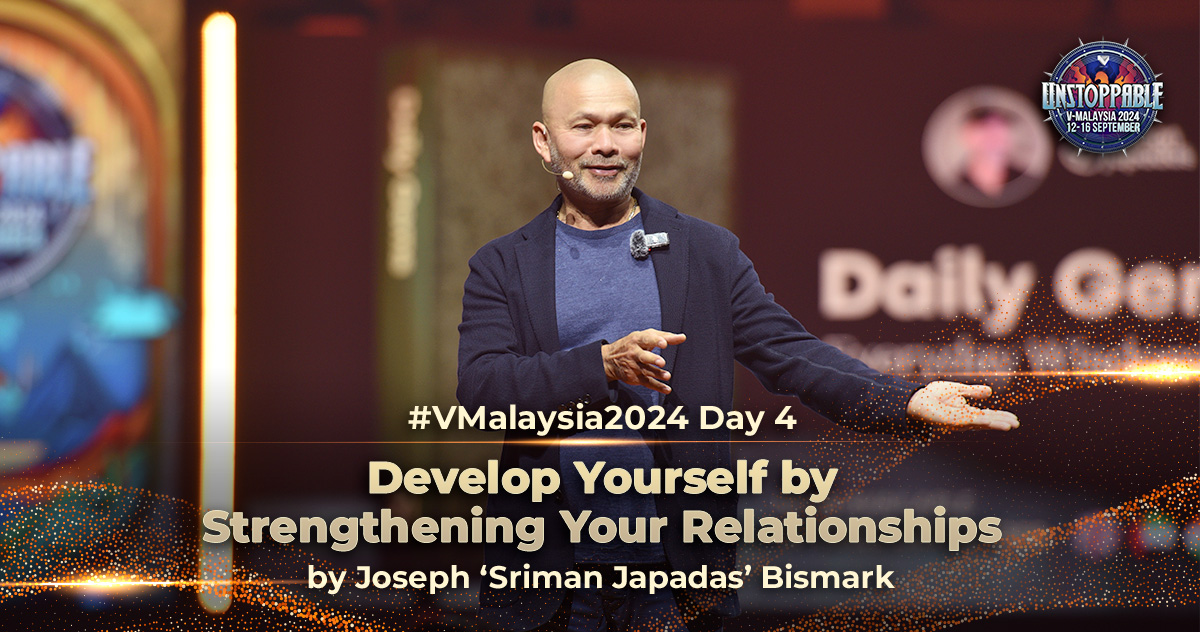 UNSTOPPABLE
V-MALAYSIA 2024
12-16 SEPTEMBER
Daily
#VMalaysia2024 Day 4
Develop Yourself by
Strengthening Your Relationships
by Joseph ‘Sriman Japadas’ Bismark